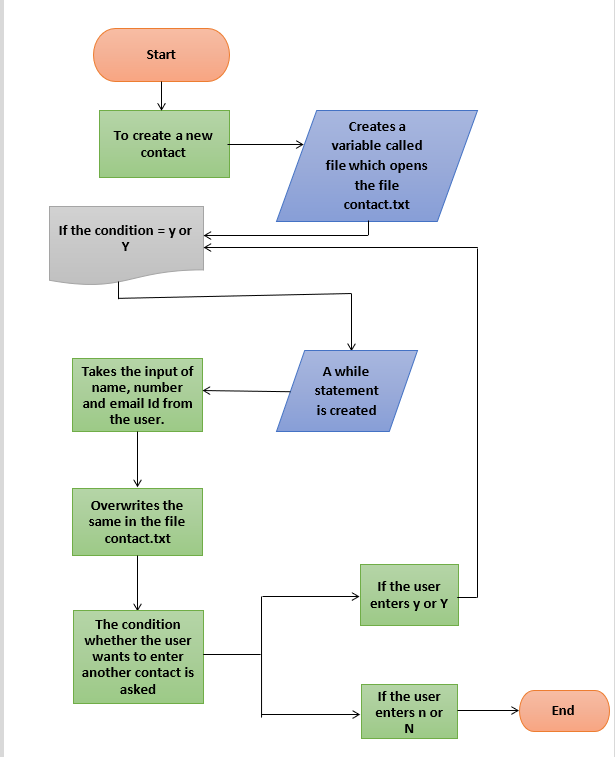 Start
To create a new
contact
Creates a
variable called
file which opens
the file
contact.txt
If the condition = y or
Y
A while
statement
is created
Takes the input of
name, number
and email Id from
the user.
Overwrites the
same in the file
contact.txt
The condition
whether the user
wants to enter
another contact is
asked
If the user
enters y or Y
If the user
enters n or
N
End